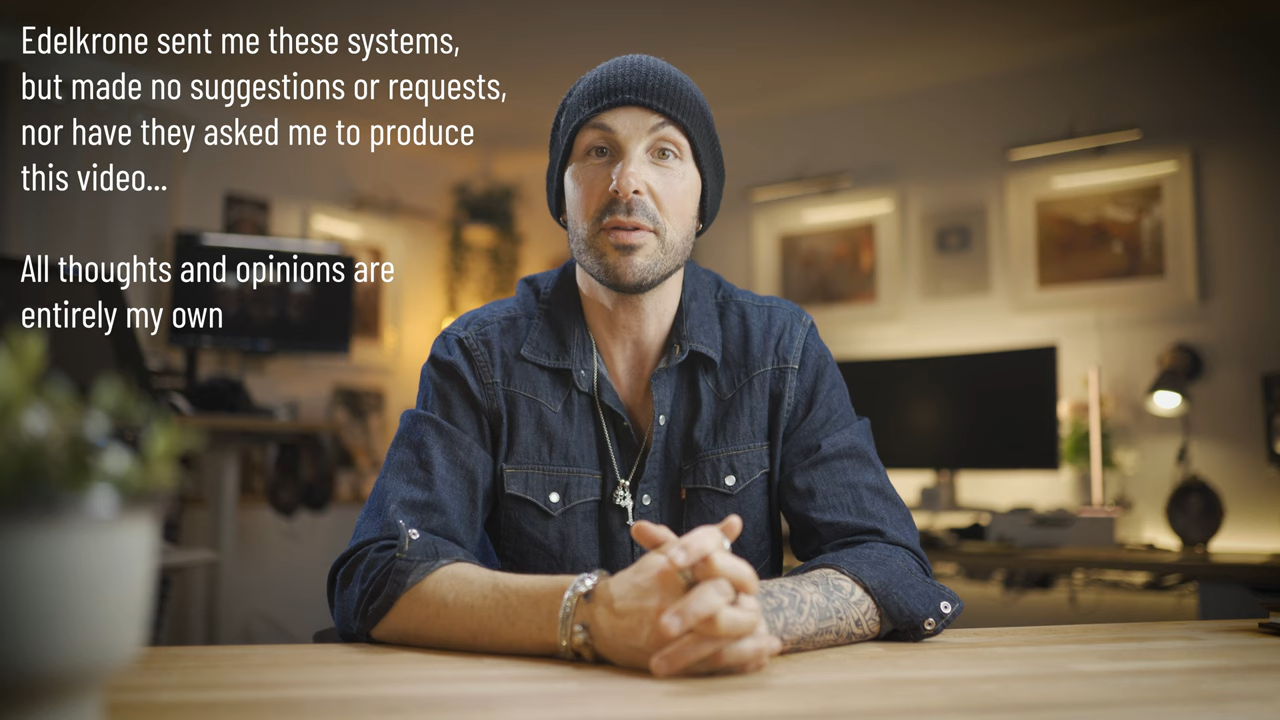 Edelkrone sent me these systems,
but made no suggestions or requests,
nor have they asked me to produce
this video...
All thoughts and opinions are
entirely my own